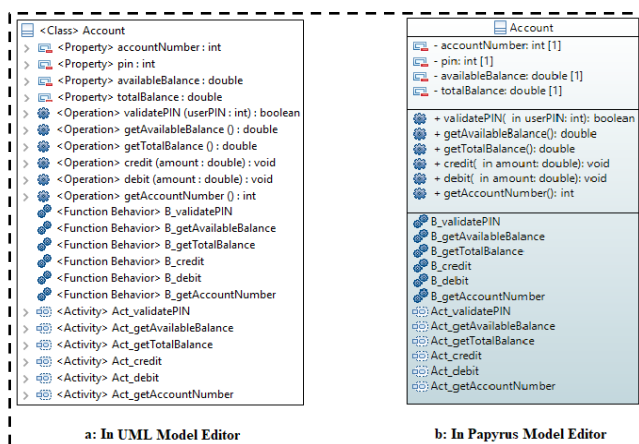 <Class> Account
<Property> accountNumber : int
<Property> pin : int
<Property> availableBalance : double
<Property> totalBalance : double
<Operation> validatePIN (userPIN : int) : boolean
<Operation> getAvailableBalance () : double
<Operation> getTotalBalance () : double
<Operation> credit (amount : double) : void
<Operation> debit (amount : double) : void
<Operation> getAccountNumber () : int
<Function Behavior> B_validatePIN
<Function Behavior> B_getAvailableBalance
<Function Behavior> B_getTotalBalance
<Function Behavior> B_credit
<Function Behavior> B_debit
<Function Behavior> B_getAccountNumber
<Activity> Act_validatePIN
<Activity> Act_getAvailableBalance
<Activity> Act_getTotalBalance
<Activity> Act_credit
<Activity> Act_debit
<Activity> Act_getAccountNumber
a: In UML Model Editor
Account
- accountNumber: int [1]
- pin: int [1]
- availableBalance: double [1]
- totalBalance: double [1]
+ validatePIN( in userPIN: int): boolean
+ getAvailableBalance(): double
+ getTotalBalance(): double
+ credit( in amount: double): void
+ debit( in amount: double): void
+ getAccountNumber(): int
B_validatePIN
B_getAvailableBalance
B_getTotalBalance
B_credit
B_debit
B_getAccountNumber
Act_validatePIN
Act_getAvailableBalance
Act_getTotalBalance
Act_credit
Act_debit
Act_getAccountNumber
b: In Papyrus Model Editor